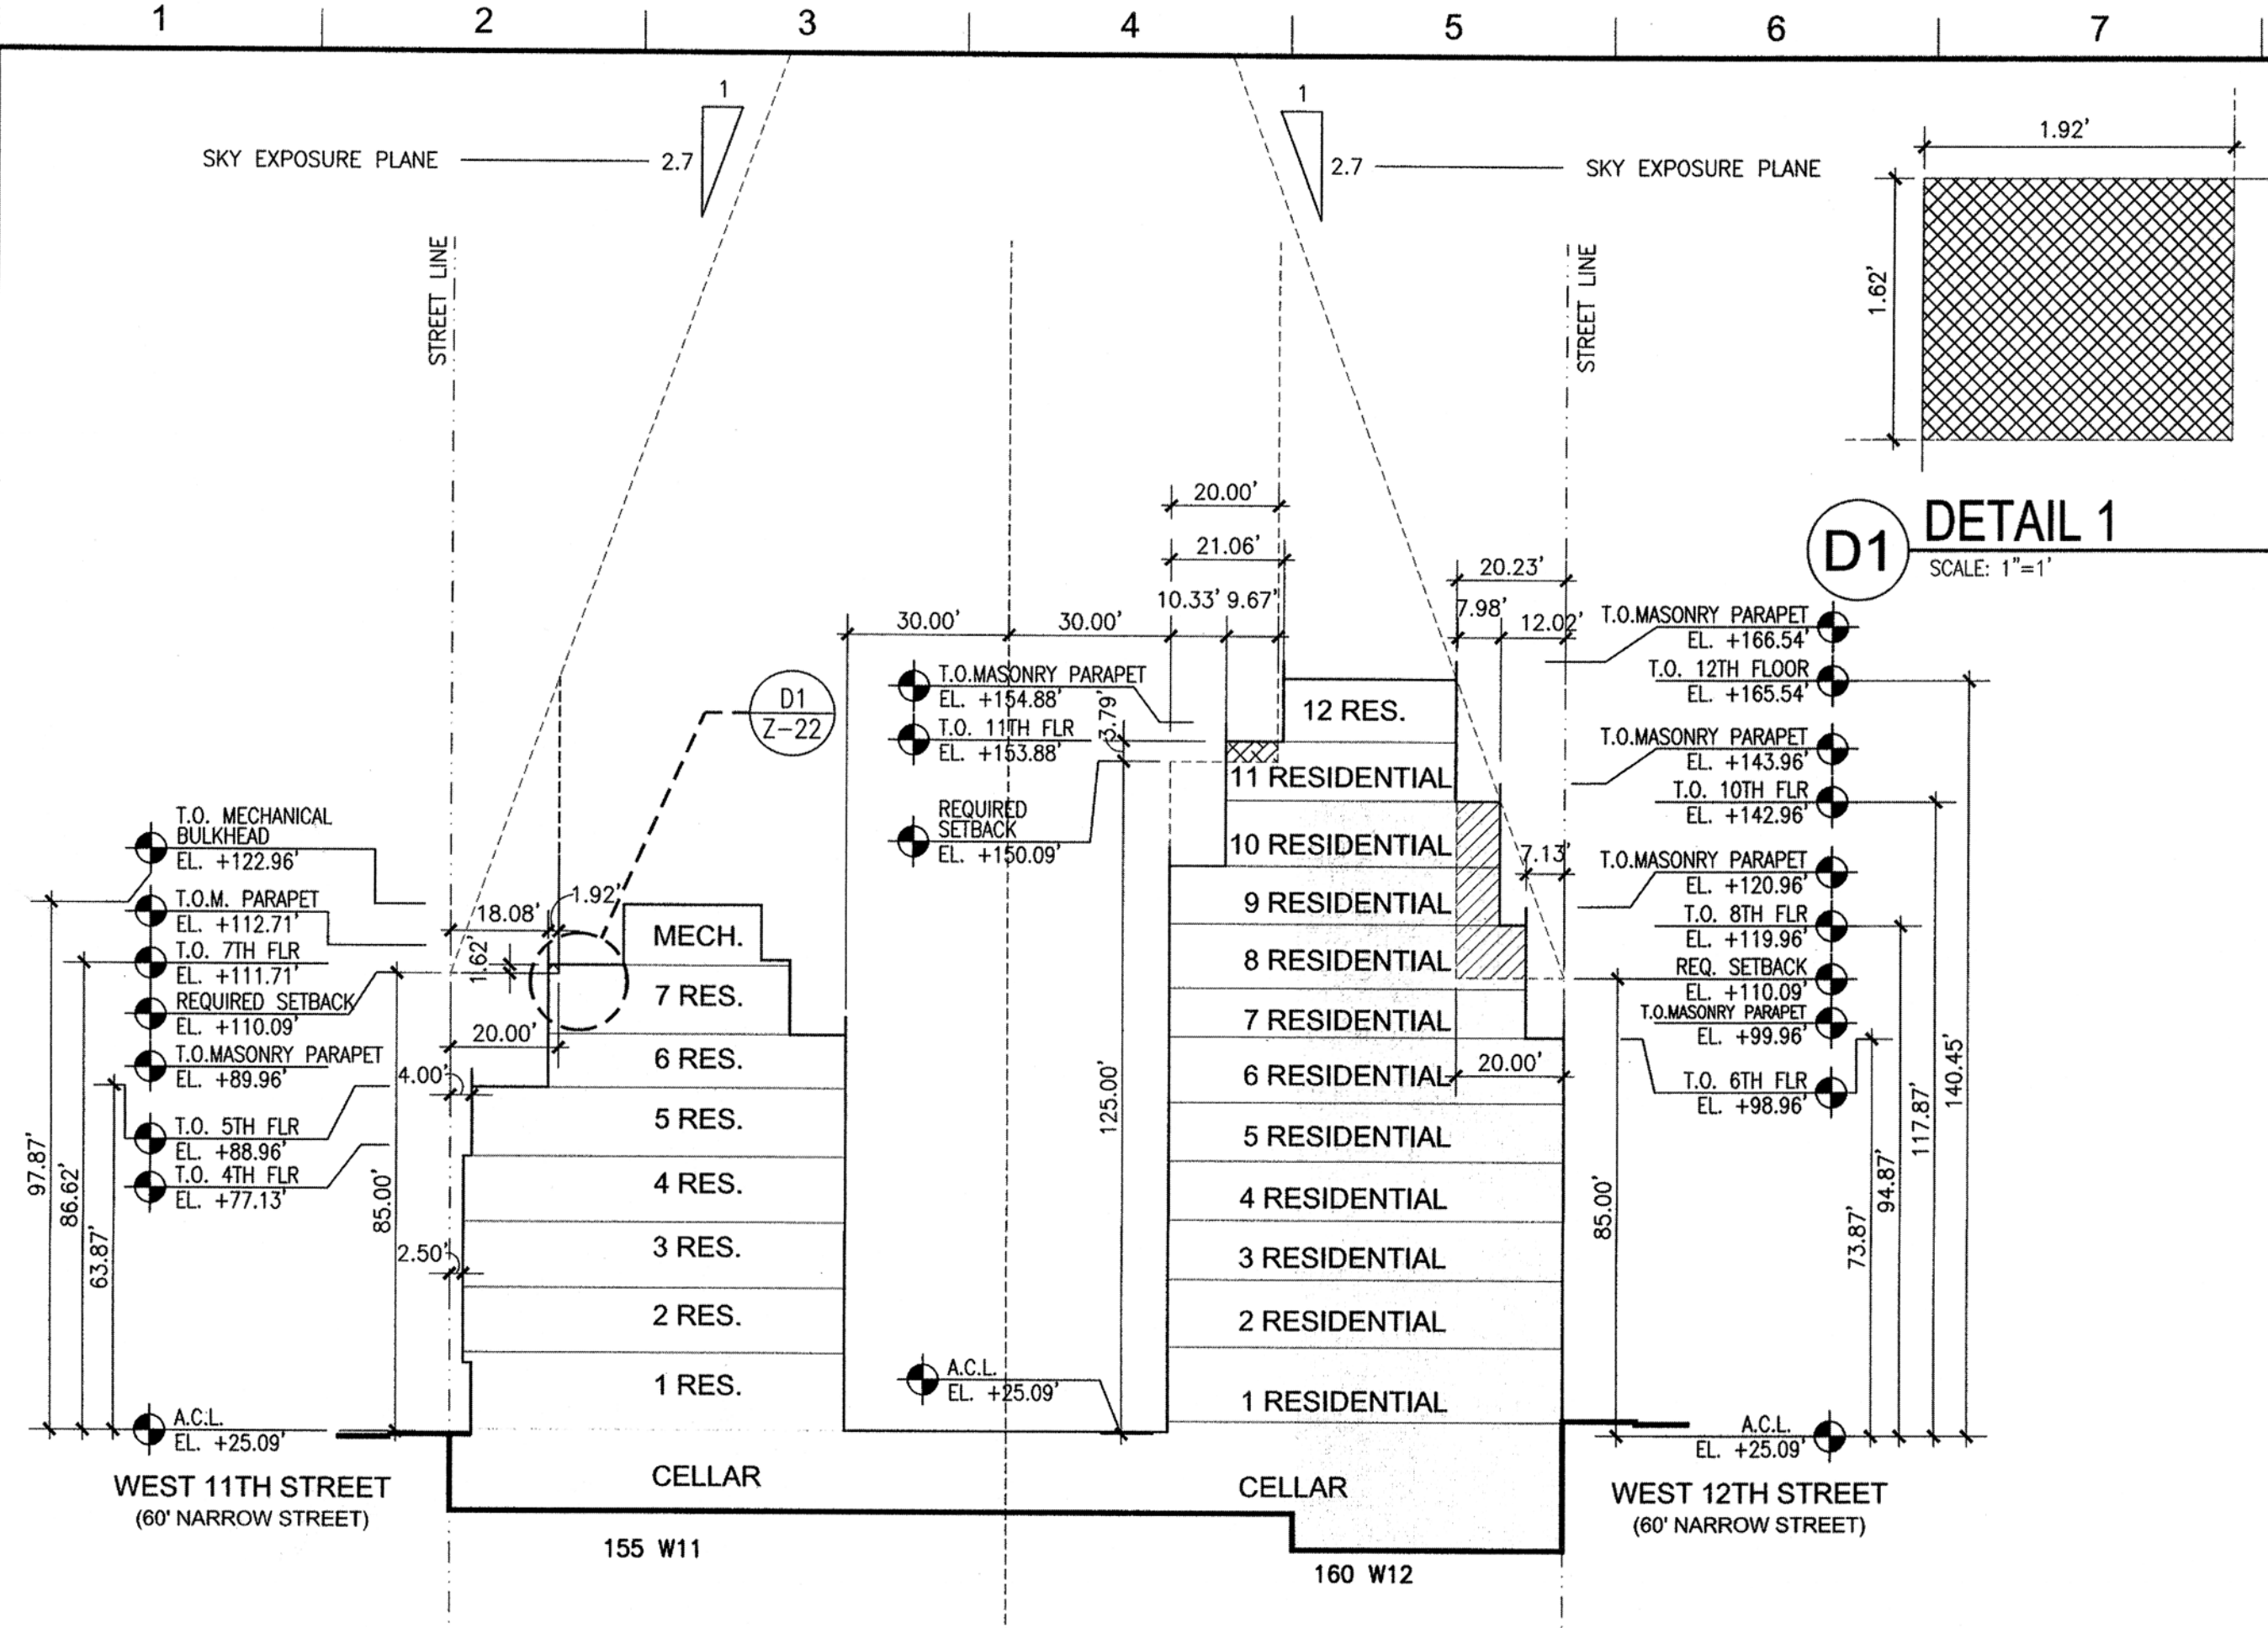 1 2 3 4 5 6 7
1 1
SKY EXPOSURE PLANE 2.7
2.7 SKY EXPOSURE PLANE
1.92'
1.62'
STREET LINE
STREET LINE
D1 DETAIL 1
SCALE: 1"=1'
20.00'
21.06'
10.33' 9.67'
30.00' 30.00'
20.23'
7.98' 12.02'
D1
Z-22
T.O.MASONRY PARAPET
EL. +154.88'
T.O. 11TH FLR
EL. +153.88'
3.79'
REQUIRED
SETBACK
EL. +150.09'
125.00'
A.C.L.
EL. +25.09'
T.O.MASONRY PARAPET
EL. +166.54'
T.O. 12TH FLOOR
EL. +165.54'
T.O.MASONRY PARAPET
EL. +143.96'
T.O. 10TH FLR
EL. +142.96'
7.13'
T.O.MASONRY PARAPET
EL. +120.96'
T.O. 8TH FLR
EL. +119.96'
REQ. SETBACK
EL. +110.09'
T.O.MASONRY PARAPET
EL. +99.96'
T.O. 6TH FLR
EL. +98.96'
20.00'
85.00'
73.87'
94.87'
117.87'
140.45'
T.O. MECHANICAL
BULKHEAD
EL. +122.96'
T.O.M. PARAPET
EL. +112.71'
T.O. 7TH FLR
EL. +111.71'
REQUIRED SETBACK
EL. +110.09'
T.O.MASONRY PARAPET
EL. +89.96'
T.O. 5TH FLR
EL. +88.96'
T.O. 4TH FLR
EL. +77.13'
18.08' 1.92'
1.62'
20.00'
4.00'
2.50'
97.87'
86.62'
63.87'
85.00'
MECH.
7 RES.
6 RES.
5 RES.
4 RES.
3 RES.
2 RES.
1 RES.
CELLAR
12 RES.
11 RESIDENTIAL
10 RESIDENTIAL
9 RESIDENTIAL
8 RESIDENTIAL
7 RESIDENTIAL
6 RESIDENTIAL
5 RESIDENTIAL
4 RESIDENTIAL
3 RESIDENTIAL
2 RESIDENTIAL
1 RESIDENTIAL
CELLAR
A.C.L.
EL. +25.09'
WEST 11TH STREET
(60' NARROW STREET)
155 W11
160 W12
A.C.L.
EL. +25.09'
WEST 12TH STREET
(60' NARROW STREET)